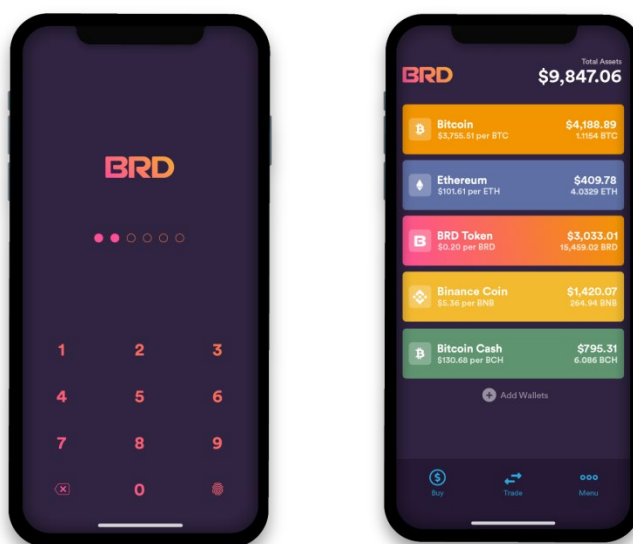 BRD
1 2 3
4 5 6
7 8 9
0
BRD
Total Assets
$9,847.06
Bitcoin $4,188.89
$3,755.51 per BTC 1.1154 BTC
Ethereum $409.78
$101.61 per ETH 4.0329 ETH
BRD Token $3,033.01
$0.20 per BRD 15,459.02 BRD
Binance Coin $1,420.07
$5.36 per BNB 264.94 BNB
Bitcoin Cash $795.31
$130.68 per BCH 6.086 BCH
Add Wallets
Buy Trade Menu